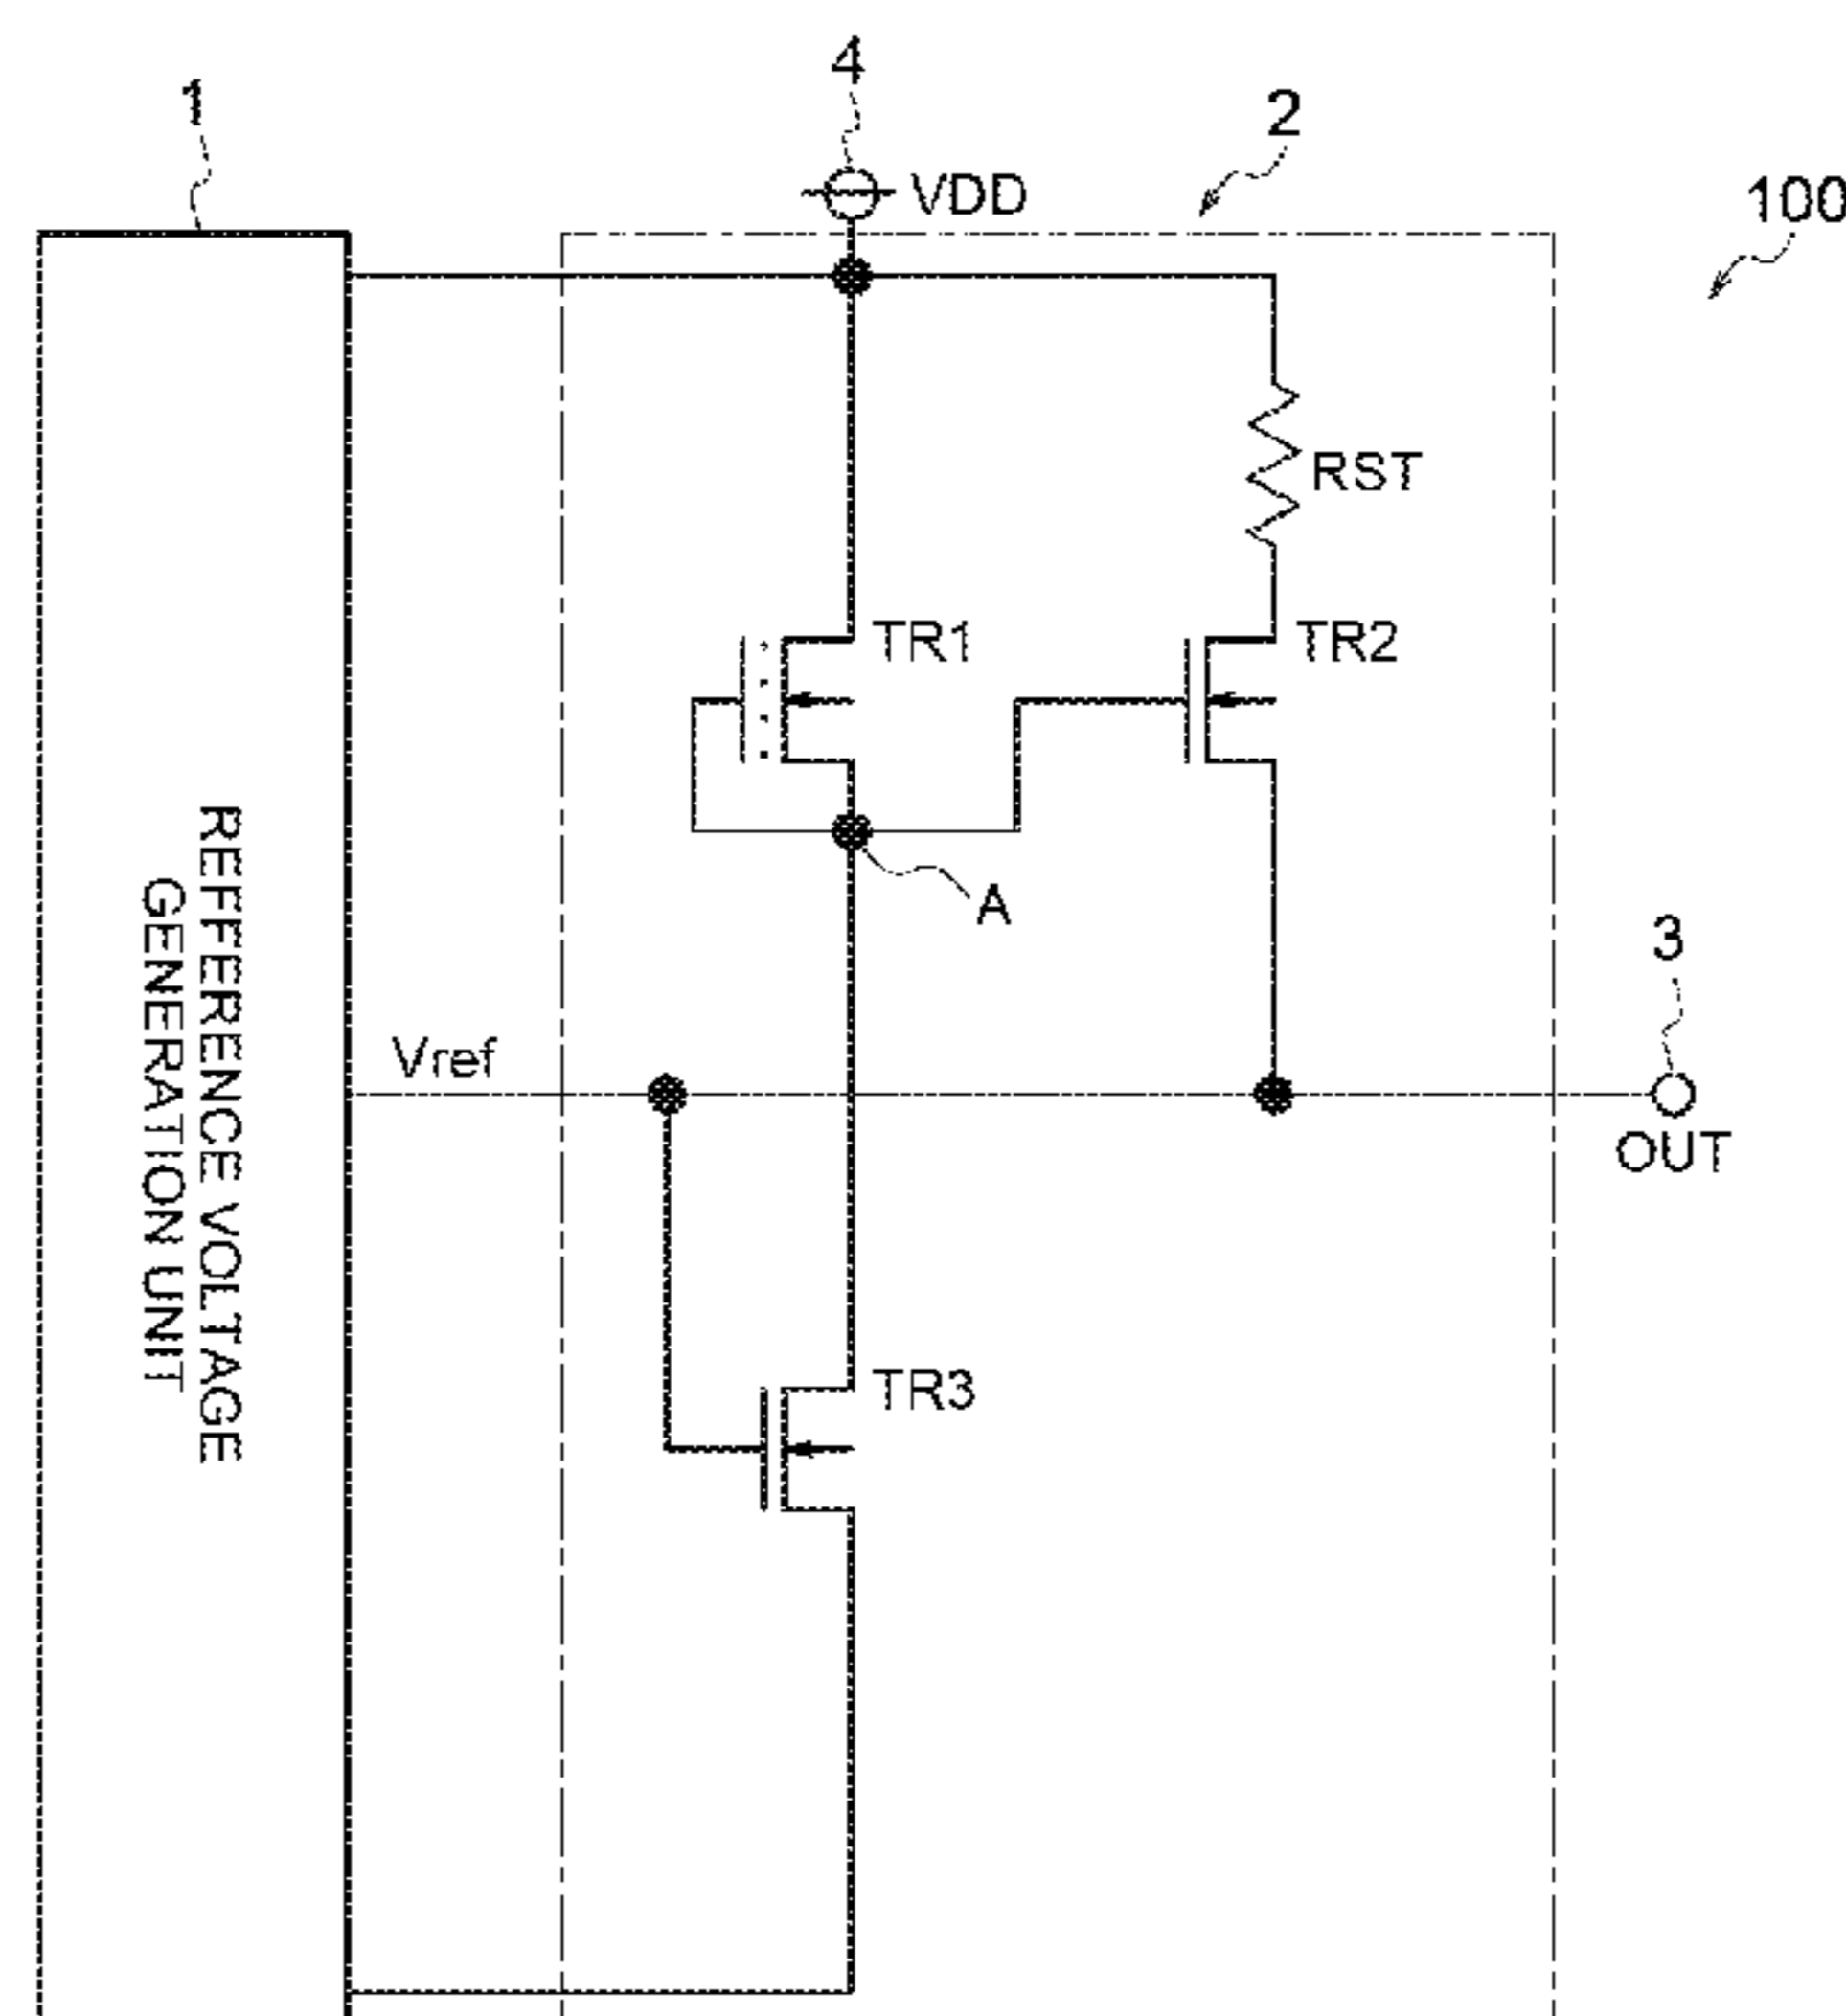 4
1
2
100
VDD
RST
TR1
TR2
A
3
Vref
OUT
REFFERENCE VOLTAGE
GENERATION UNIT
TR3